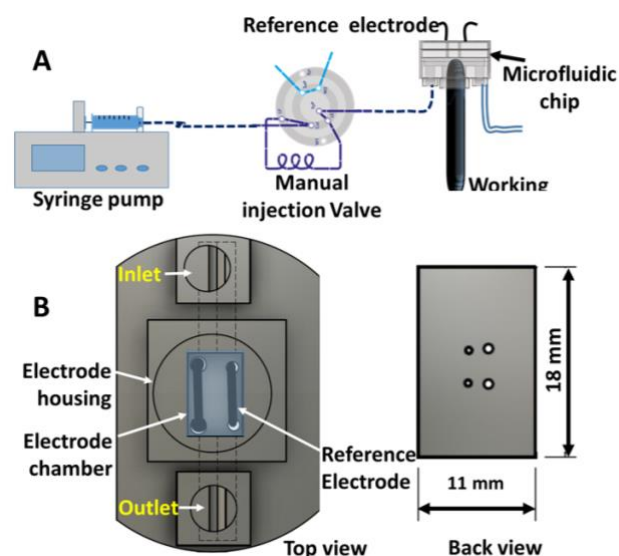 Reference electrode
A
Microfluidic
chip
Syringe pump
Manual
injection Valve
Working
B
Inlet
Electrode
housing
Electrode
chamber
Reference
Electrode
Outlet
Top view
18 mm
11 mm
Back view